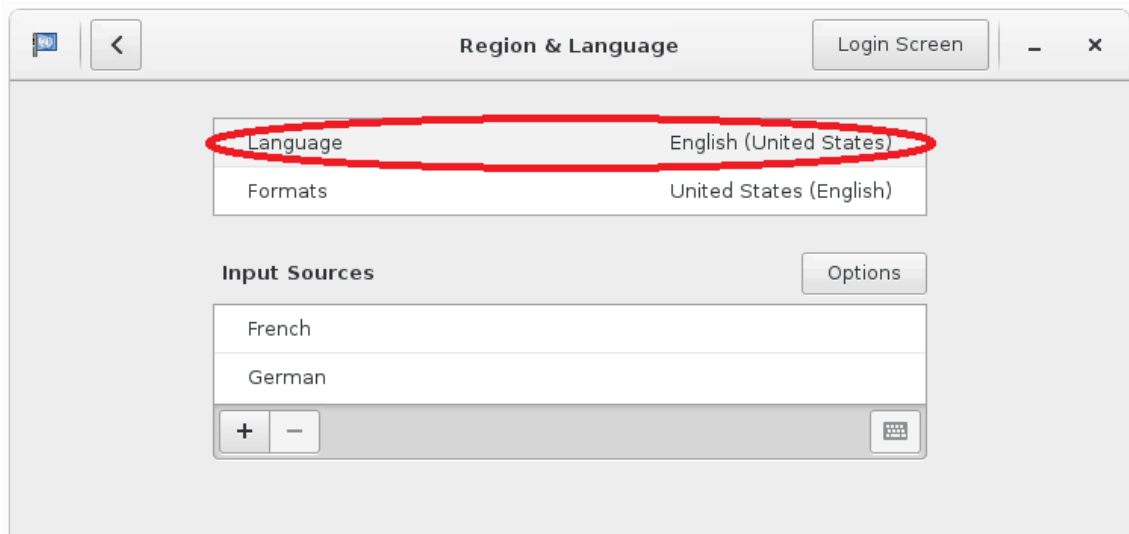 Region & Language
Login Screen
Language English (United States)
Formats United States (English)
Input Sources
Options
French
German